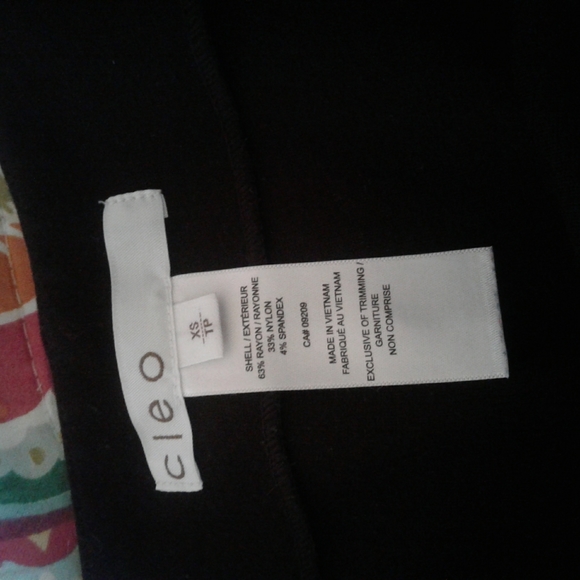 cleo
XS
TP
SHELL / EXTÉRIEUR
63% RAYON / RAYONNE
33% NYLON
4% SPANDEX
CA# 09209
MADE IN VIETNAM
FABRIQUÉ AU VIETNAM
EXCLUSIVE OF TRIMMING /
GARNITURE
NON COMPRISE